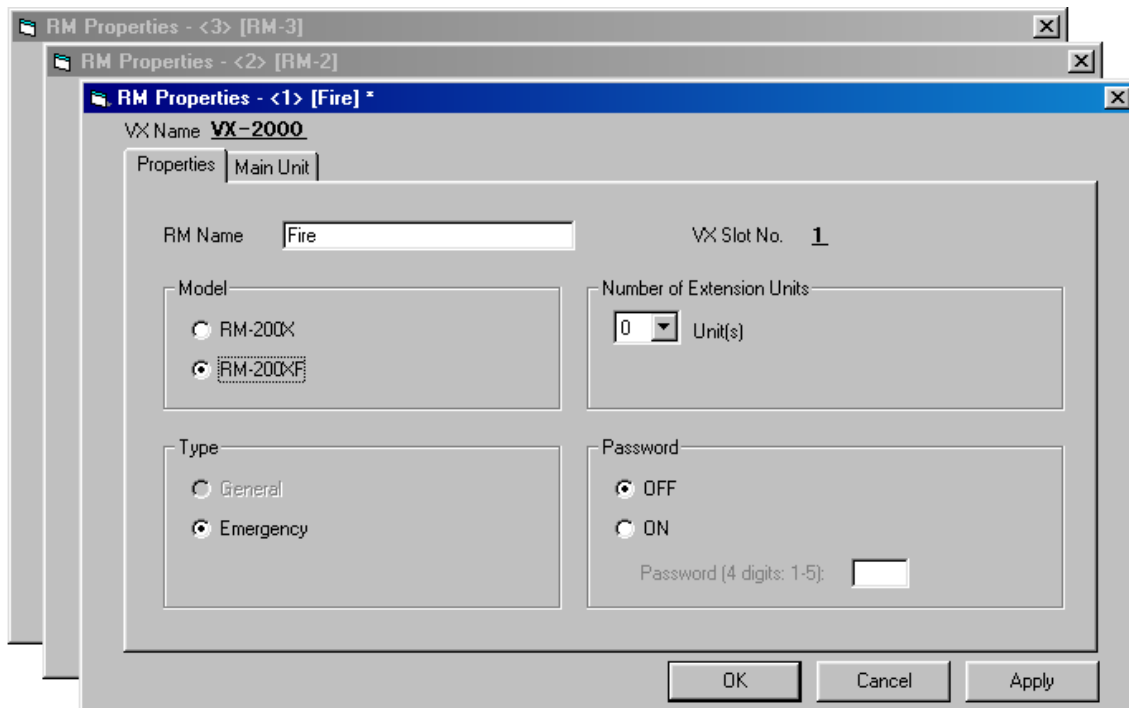 RM Properties - <3> [RM-3]
RM Properties - <2> [RM-2]
RM Properties - <1> [Fire] *
VX Name VX-2000
Properties Main Unit
RM Name Fire VX Slot No. 1
Model Number of Extension Units
RM-200X 0 Unit(s)
RM-200XF
Type Password
General OFF
Emergency ON
Password (4 digits: 1-5):
OK Cancel Apply